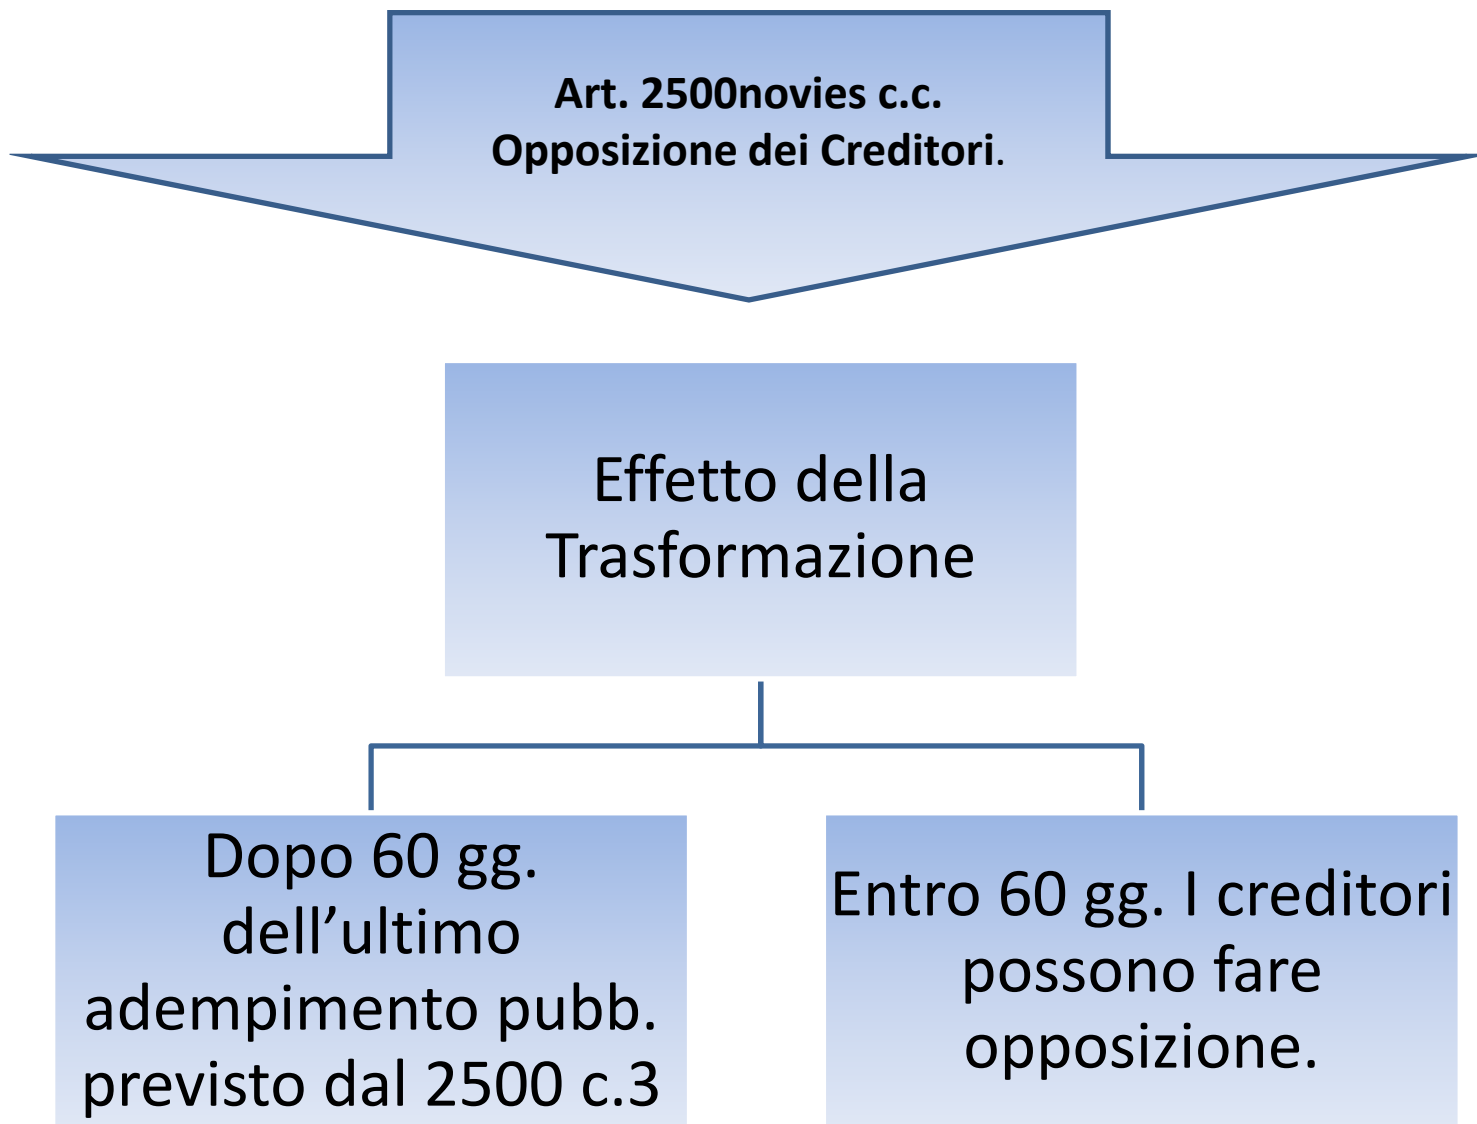 Art. 2500novies c.c.
Opposizione dei Creditori.
Effetto della
Trasformazione
Dopo 60 gg.
dell’ultimo
adempimento pubb.
previsto dal 2500 c.3
Entro 60 gg. I creditori
possono fare
opposizione.